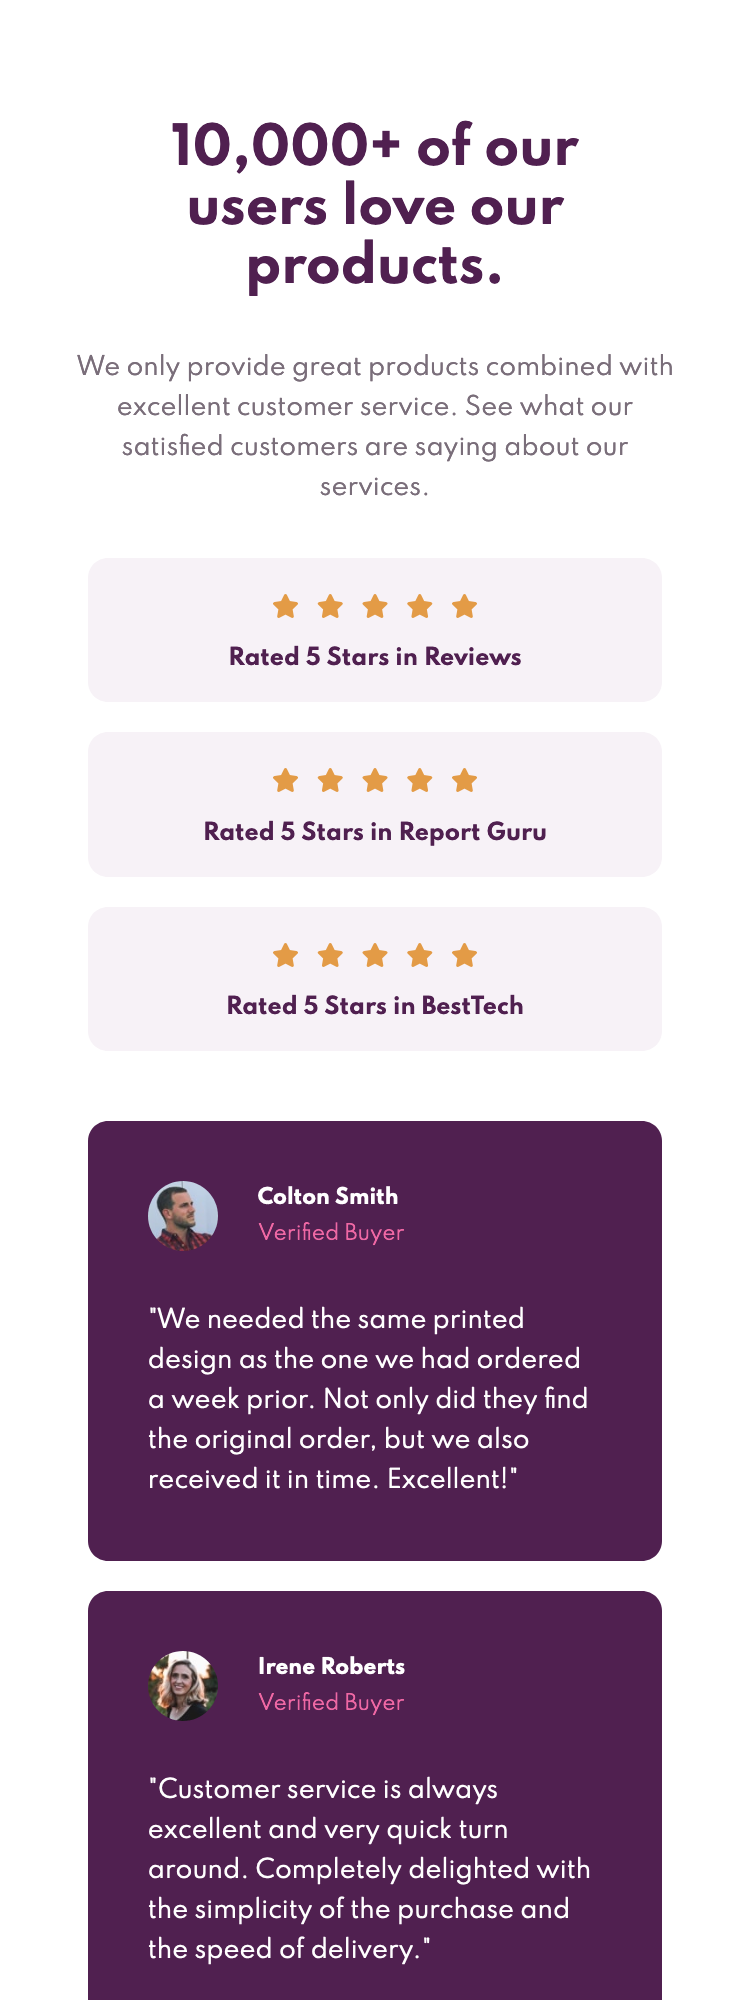 10,000+ of our
users love our
products.
We only provide great products combined with
excellent customer service. See what our
satisfied customers are saying about our
services.
Rated 5 Stars in Reviews
Rated 5 Stars in Report Guru
Rated 5 Stars in BestTech
Colton Smith
Verified Buyer
"We needed the same printed
design as the one we had ordered
a week prior. Not only did they find
the original order, but we also
received it in time. Excellent!"
Irene Roberts
Verified Buyer
"Customer service is always
excellent and very quick turn
around. Completely delighted with
the simplicity of the purchase and
the speed of delivery."